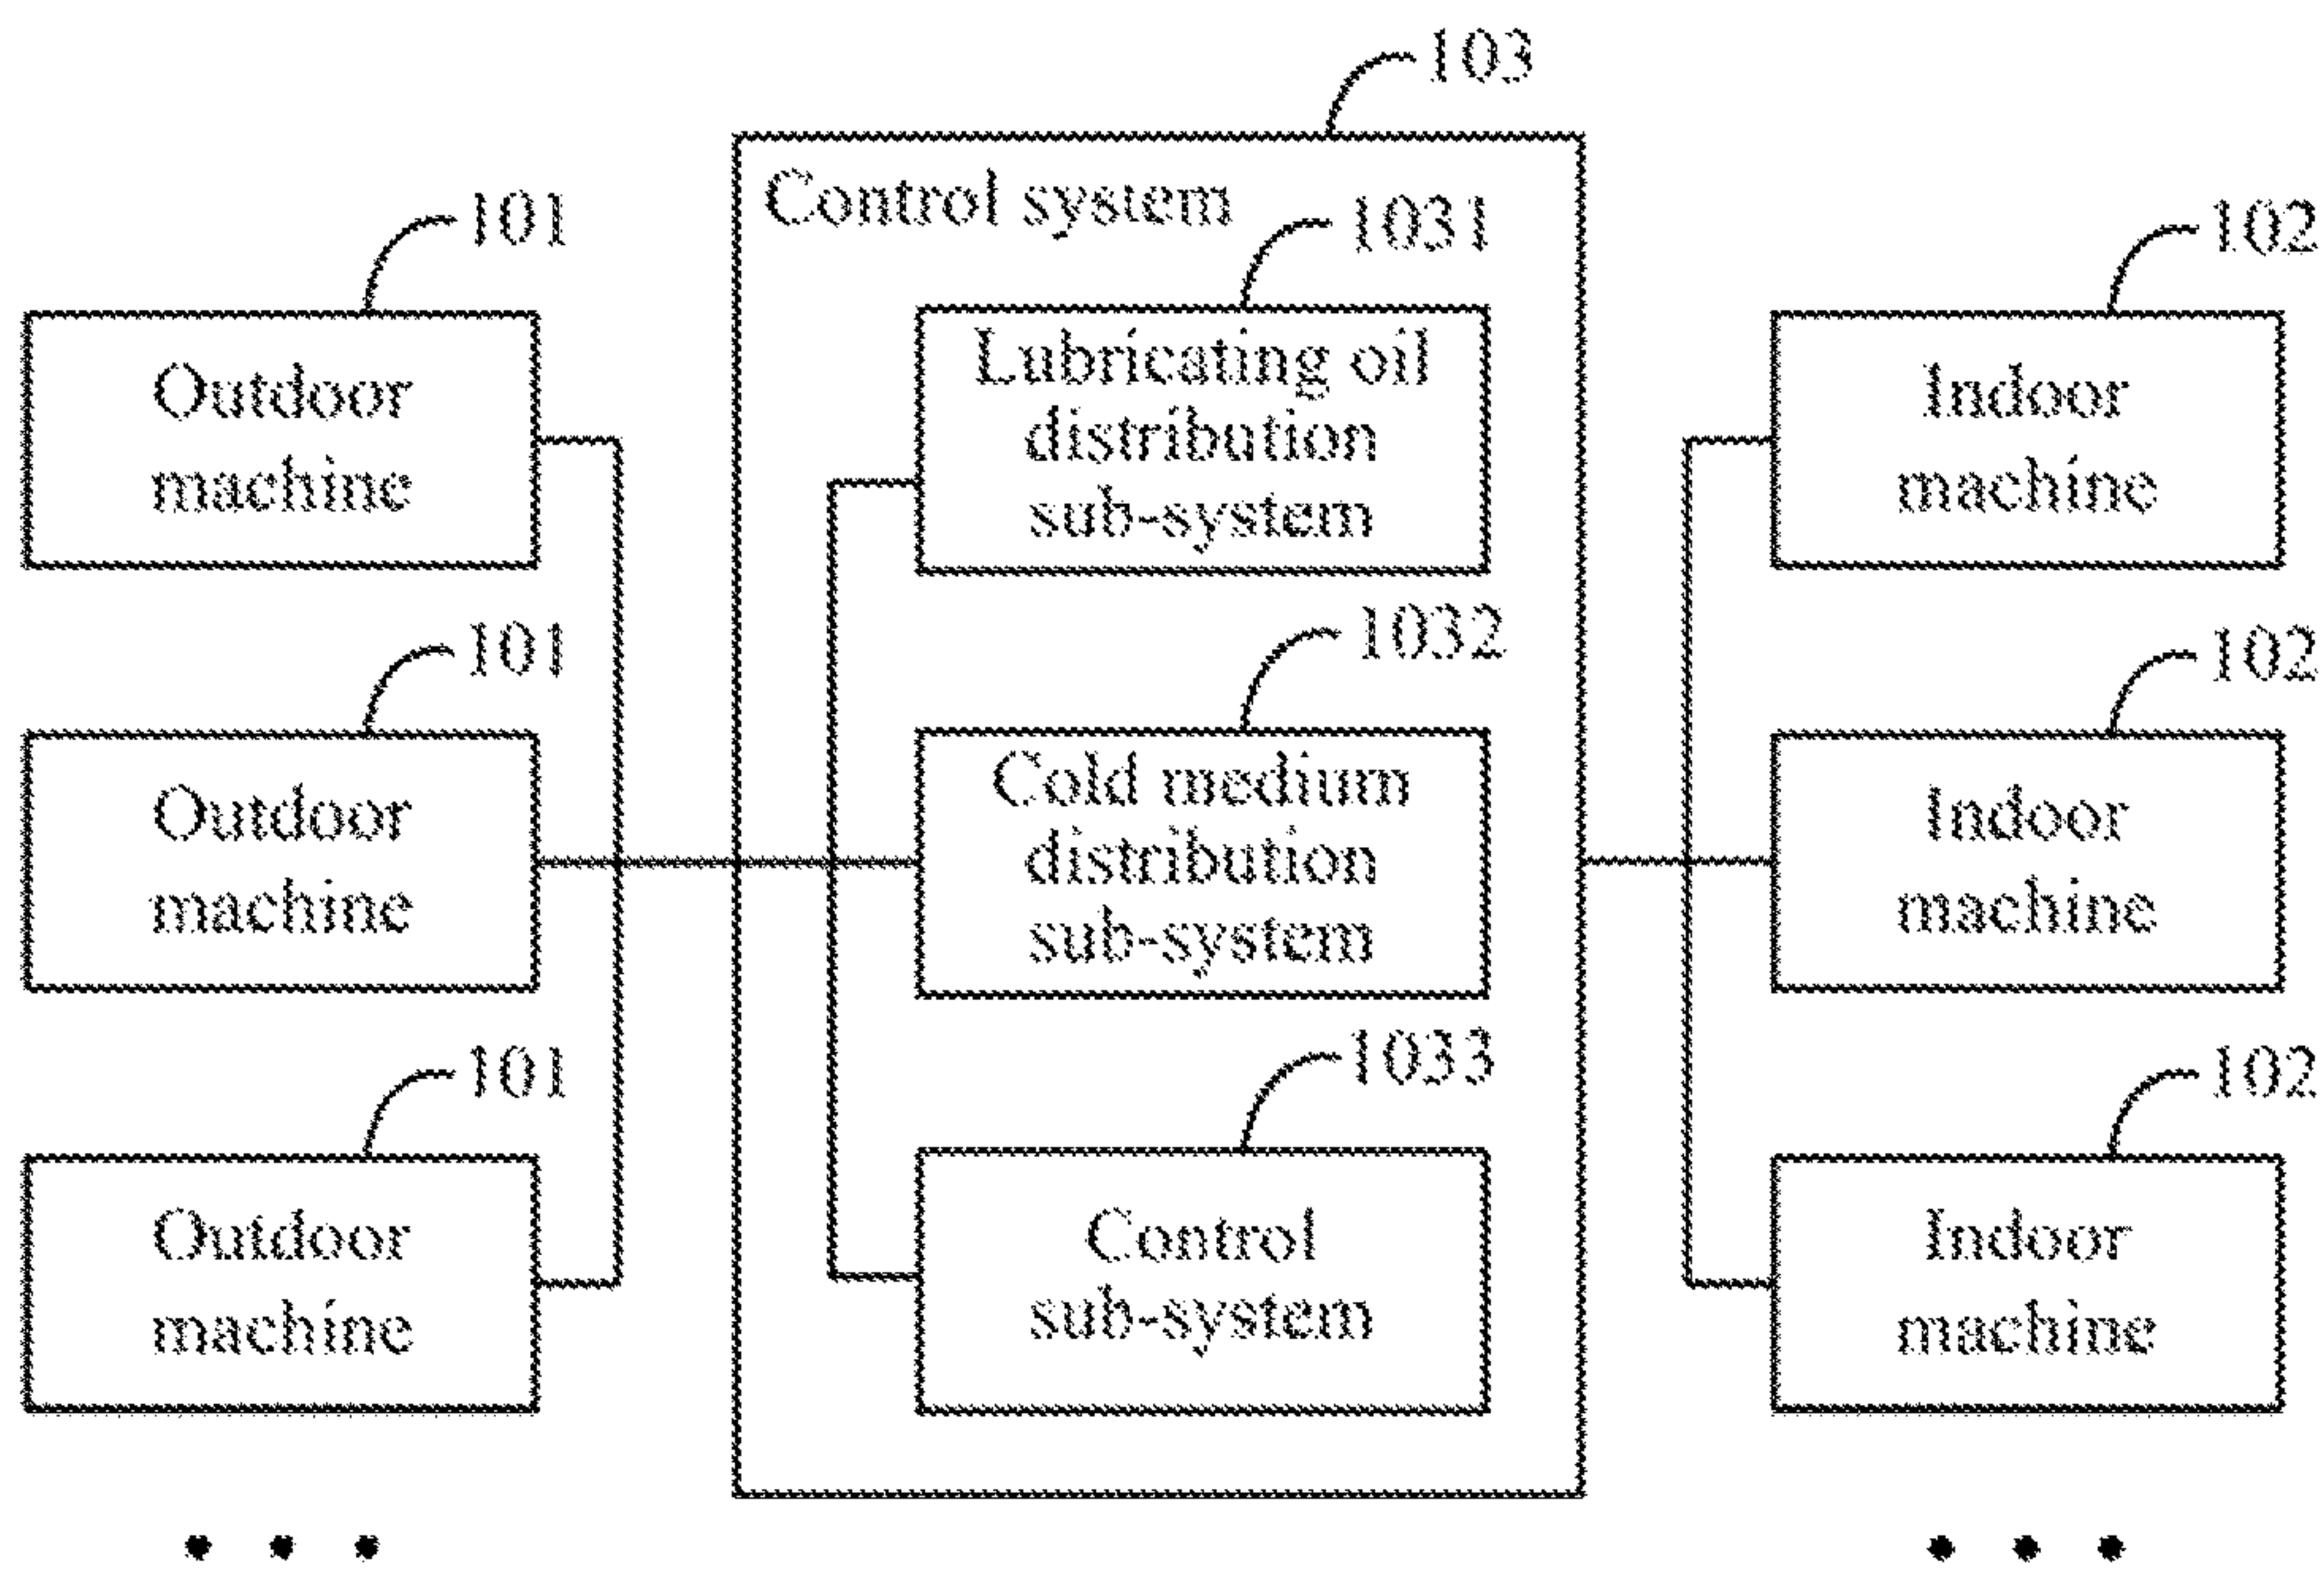 103
Control system
101
1031
102
Outdoor
machine
Lubricating oil
distribution
sub-system
Indoor
machine
101
1032
102
Outdoor
machine
Cold medium
distribution
sub-system
Indoor
machine
101
1033
102
Outdoor
machine
Control
sub-system
Indoor
machine